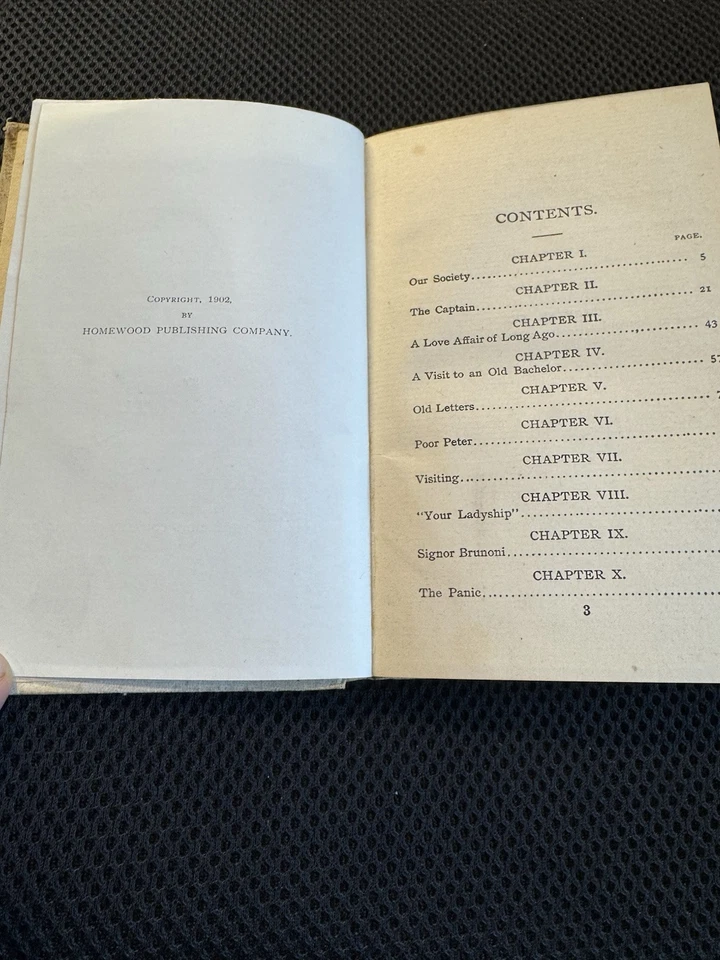 COPYRIGHT, 1902,
BY
HOMEWOOD PUBLISHING COMPANY.
CONTENTS.
PAGE.
CHAPTER I.
Our Society........................................ 5
CHAPTER II.
The Captain........................................ 21
CHAPTER III.
A Love Affair of Long Ago........................ 43
CHAPTER IV.
A Visit to an Old Bachelor........................ 57
CHAPTER V.
Old Letters........................................
CHAPTER VI.
Poor Peter........................................
CHAPTER VII.
Visiting........................................
CHAPTER VIII.
"Your Ladyship"........................................
CHAPTER IX.
Signor Brunoni........................................
CHAPTER X.
The Panic........................................
3